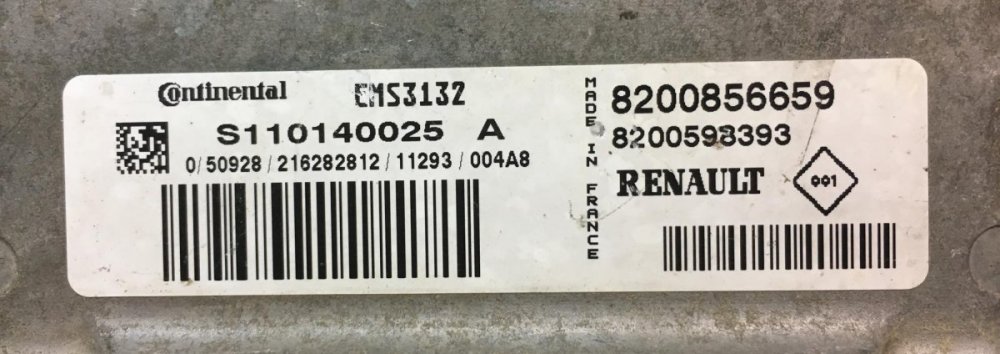 Continental EMS3132
S110140025 A
0/50928/216282812/11293/004A8
MADE IN FRANCE
8200856659
8200598393
RENAULT 001